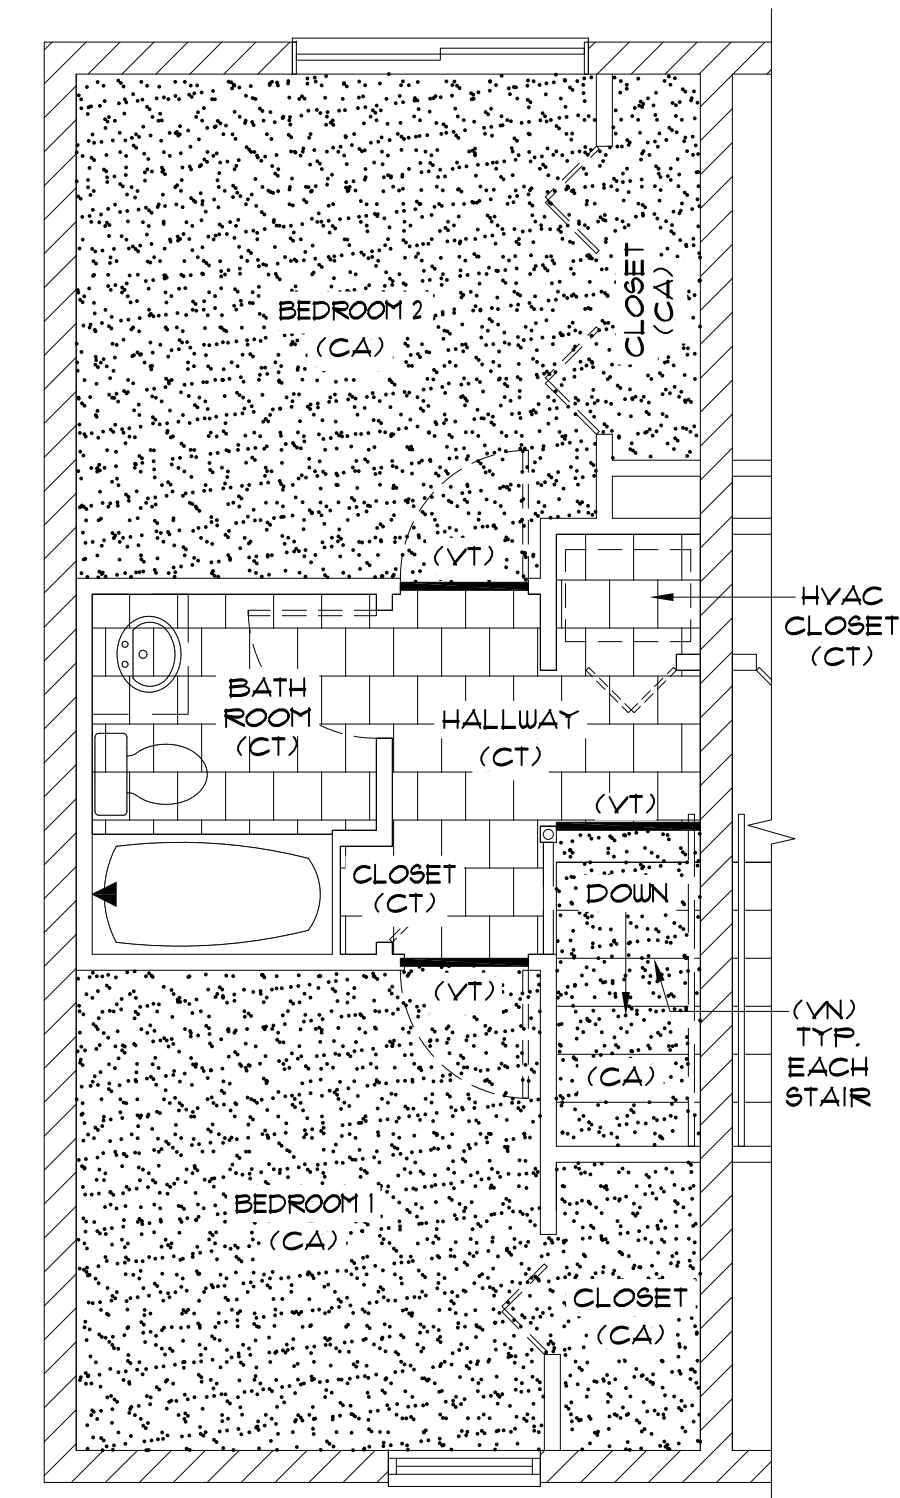 BEDROOM 2
(CA)
CLOSET
(CA)
(VT)
HVAC
CLOSET
(CT)
BATH
ROOM
(CT)
HALLWAY
(CT)
(VT)
CLOSET
(CT)
DOWN
(VT)
(VN)
TYP.
EACH
STAIR
(CA)
BEDROOM 1
(CA)
CLOSET
(CA)